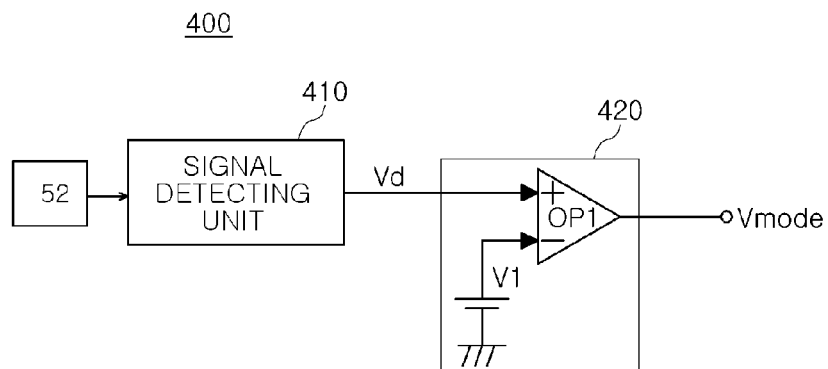 400
410
420
52
SIGNAL
DETECTING
UNIT
Vd
+
OP1
−
Vmode
V1